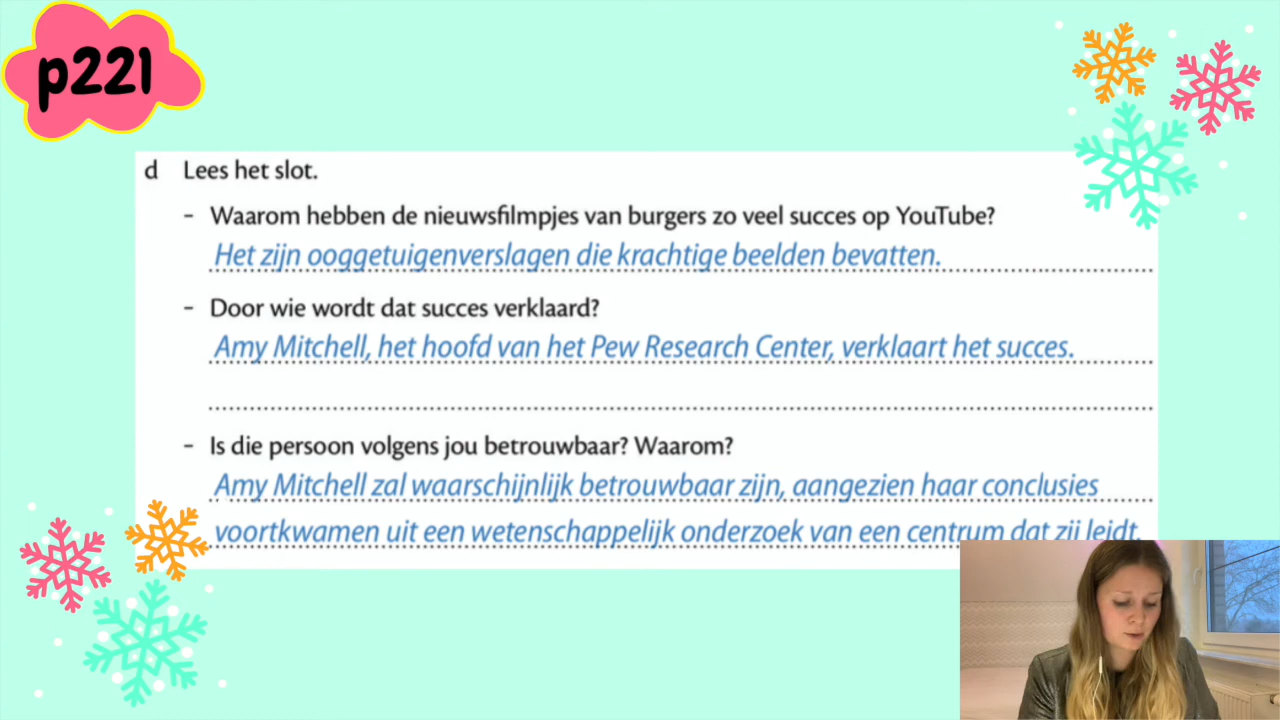 p221
d Lees het slot.
- Waarom hebben de nieuwsfilmpjes van burgers zo veel succes op YouTube?
Het zijn ooggetuigenverslagen die krachtige beelden bevatten.
- Door wie wordt dat succes verklaard?
Amy Mitchell, het hoofd van het Pew Research Center, verklaart het succes.
- Is die persoon volgens jou betrouwbaar? Waarom?
Amy Mitchell zal waarschijnlijk betrouwbaar zijn, aangezien haar conclusies
voortkwamen uit een wetenschappelijk onderzoek van een centrum dat zij leidt.